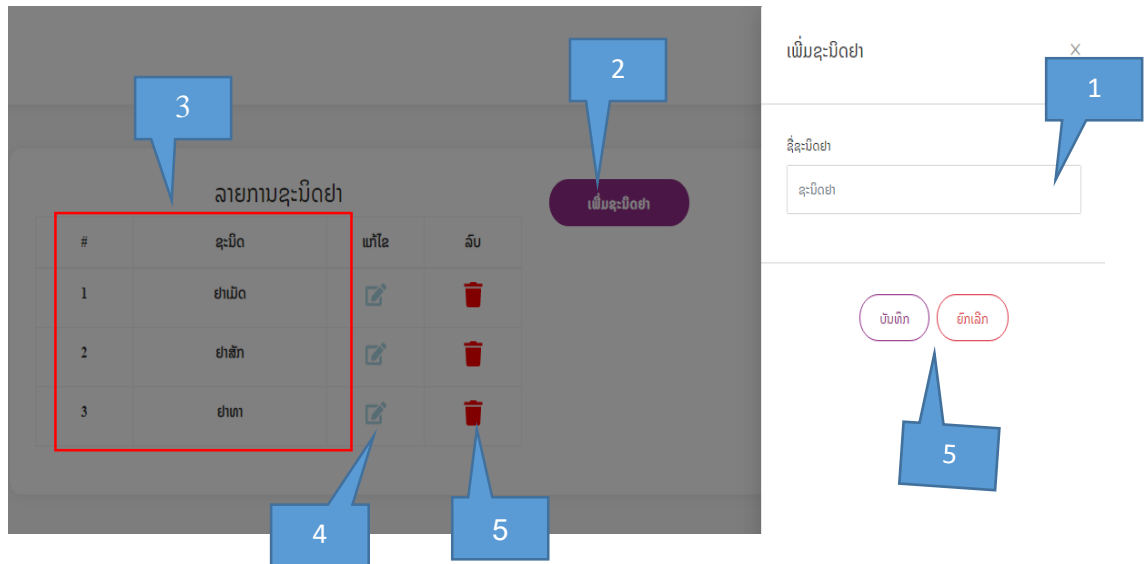 3
2
ລາຍການຊະນິດຢາ
ເພີ່ມຊະນິດຢາ
# ຊະນິດ ແກ້ໄຂ ລົບ
1 ຢາເມັດ
2 ຢາສັກ
3 ຢາທາ
4
5
ເພີ່ມຊະນິດຢາ ×
1
ຊື່ຊະນິດຢາ
ຊະນິດຢາ
ບັນທຶກ ຍົກເລີກ
5